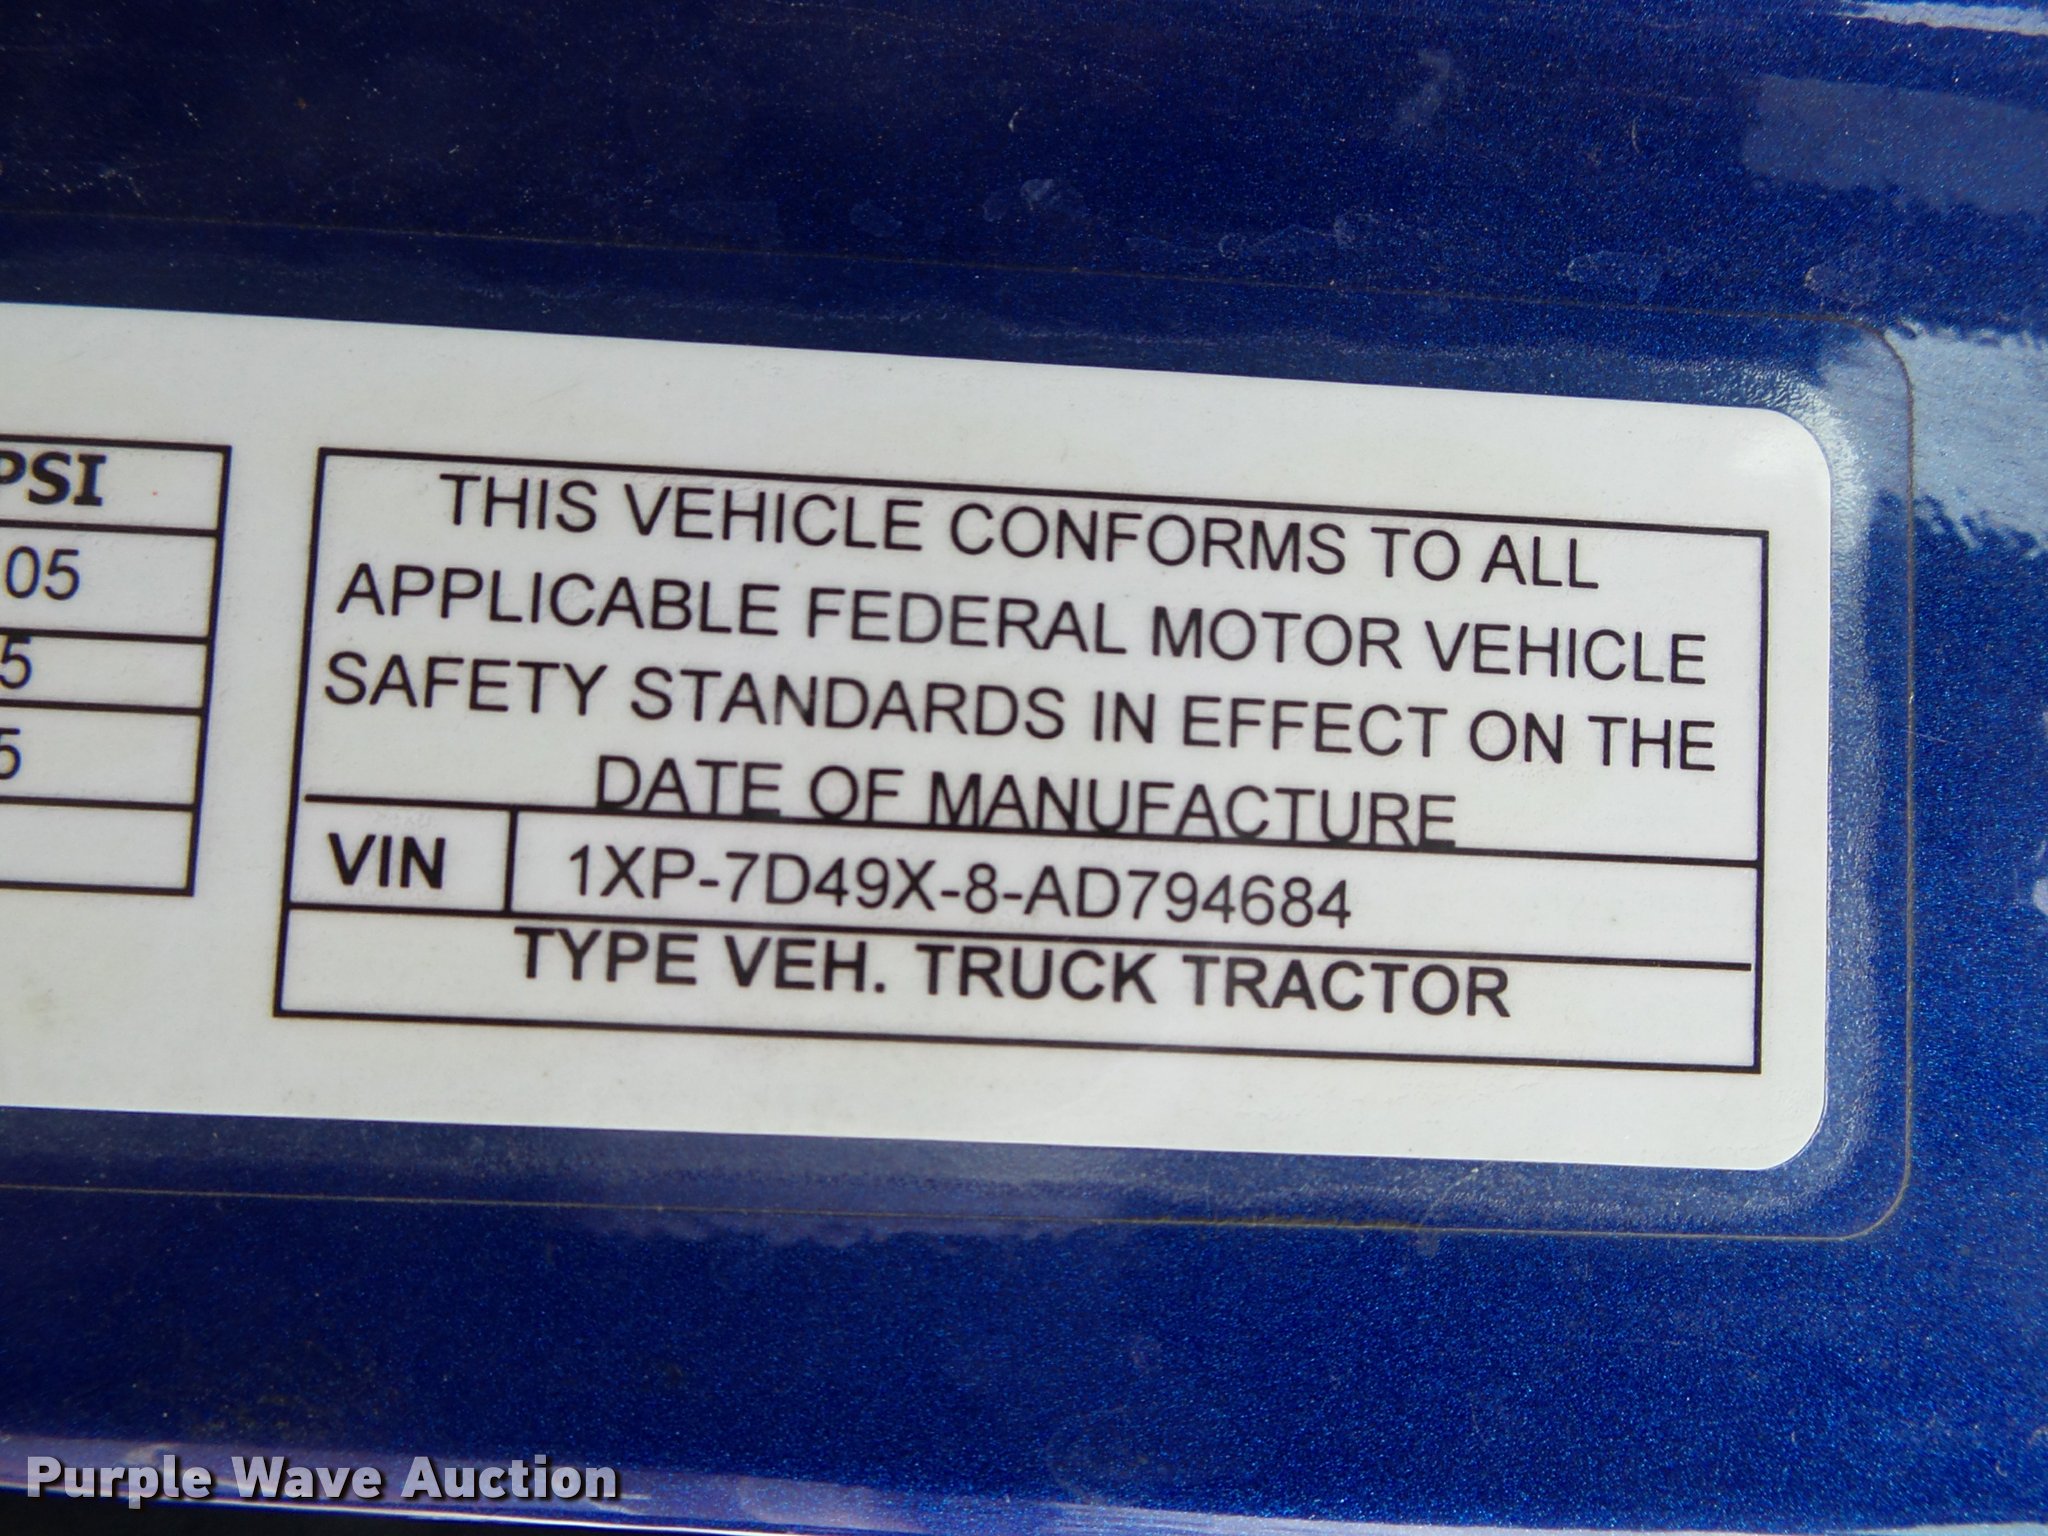 PSI
05
5
5
THIS VEHICLE CONFORMS TO ALL
APPLICABLE FEDERAL MOTOR VEHICLE
SAFETY STANDARDS IN EFFECT ON THE
DATE OF MANUFACTURE
VIN 1XP-7D49X-8-AD794684
TYPE VEH. TRUCK TRACTOR
Purple Wave Auction